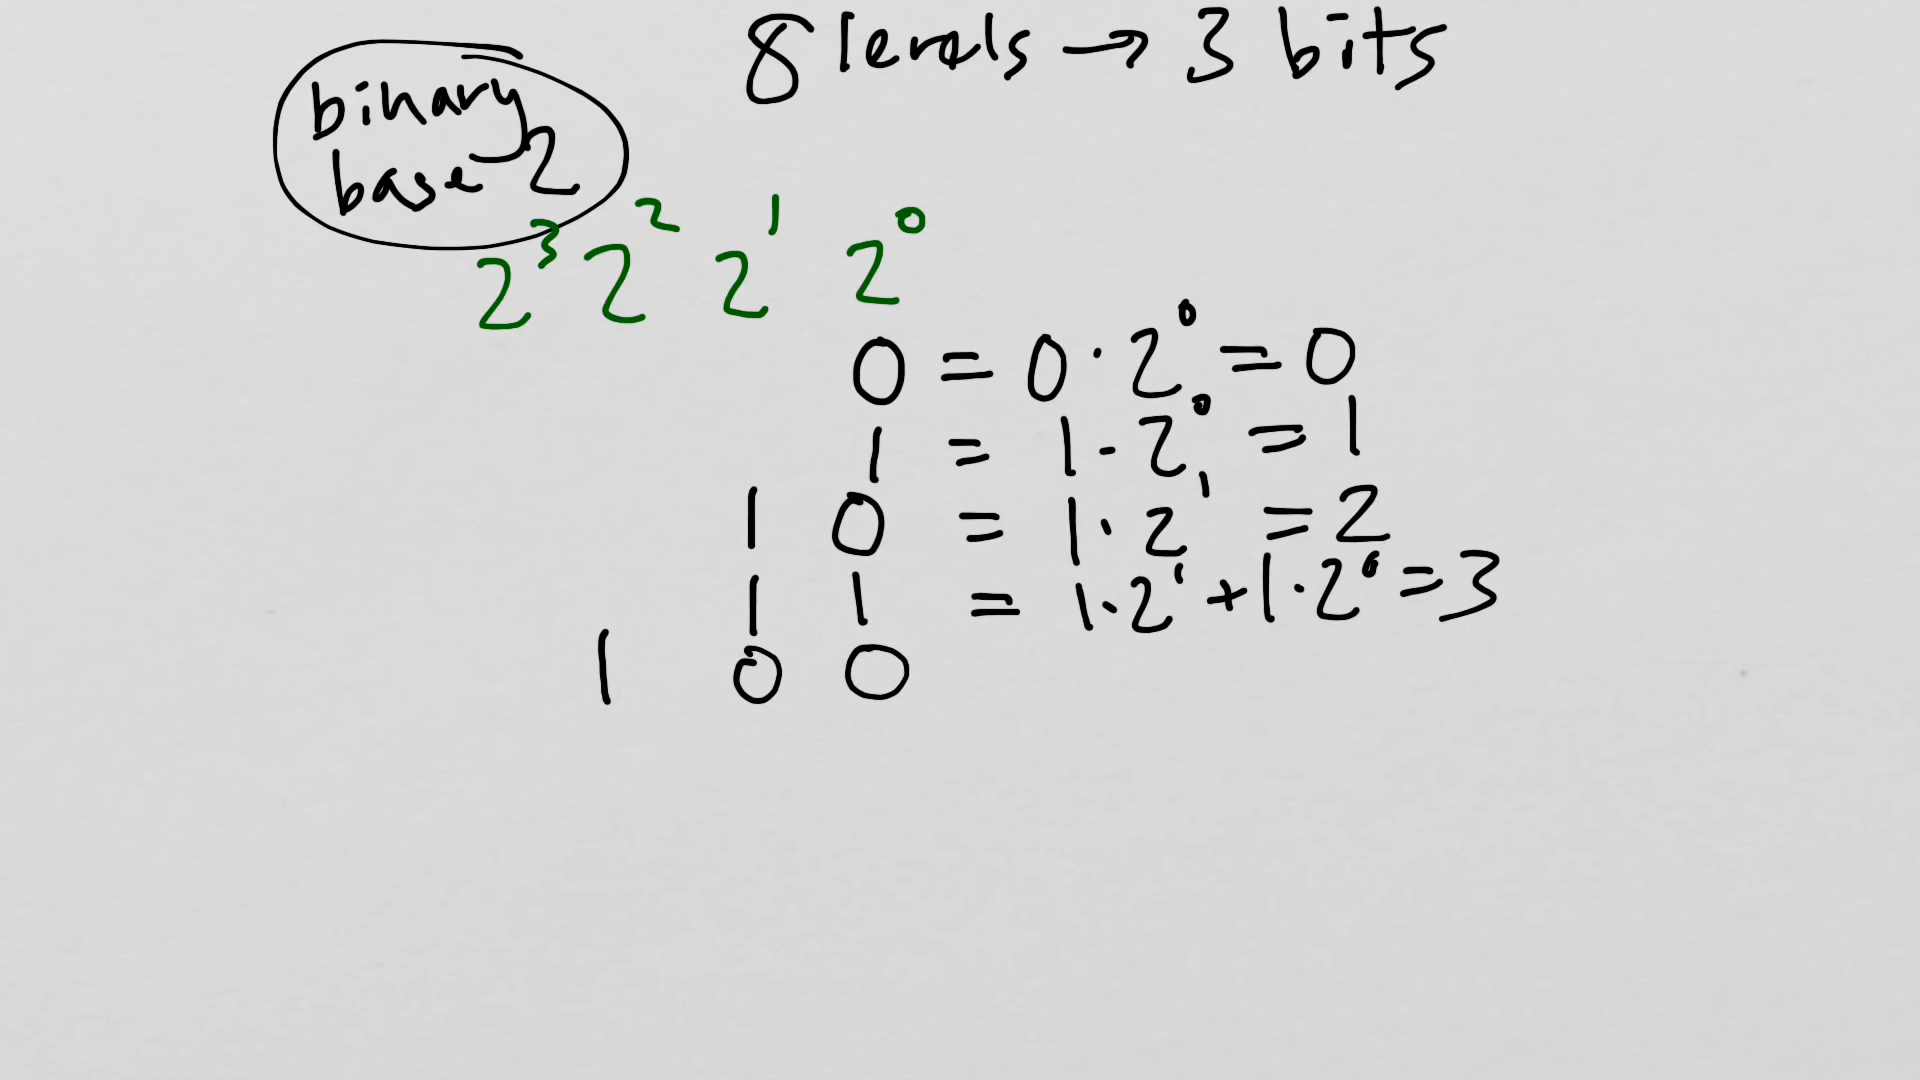 8 levels → 3 bits
binary
base 2
2³ 2² 2¹ 2⁰
0 = 0·2⁰ = 0
1 = 1·2⁰ = 1
1 0 = 1·2¹ = 2
1 1 = 1·2¹ + 1·2⁰ = 3
1 0 0